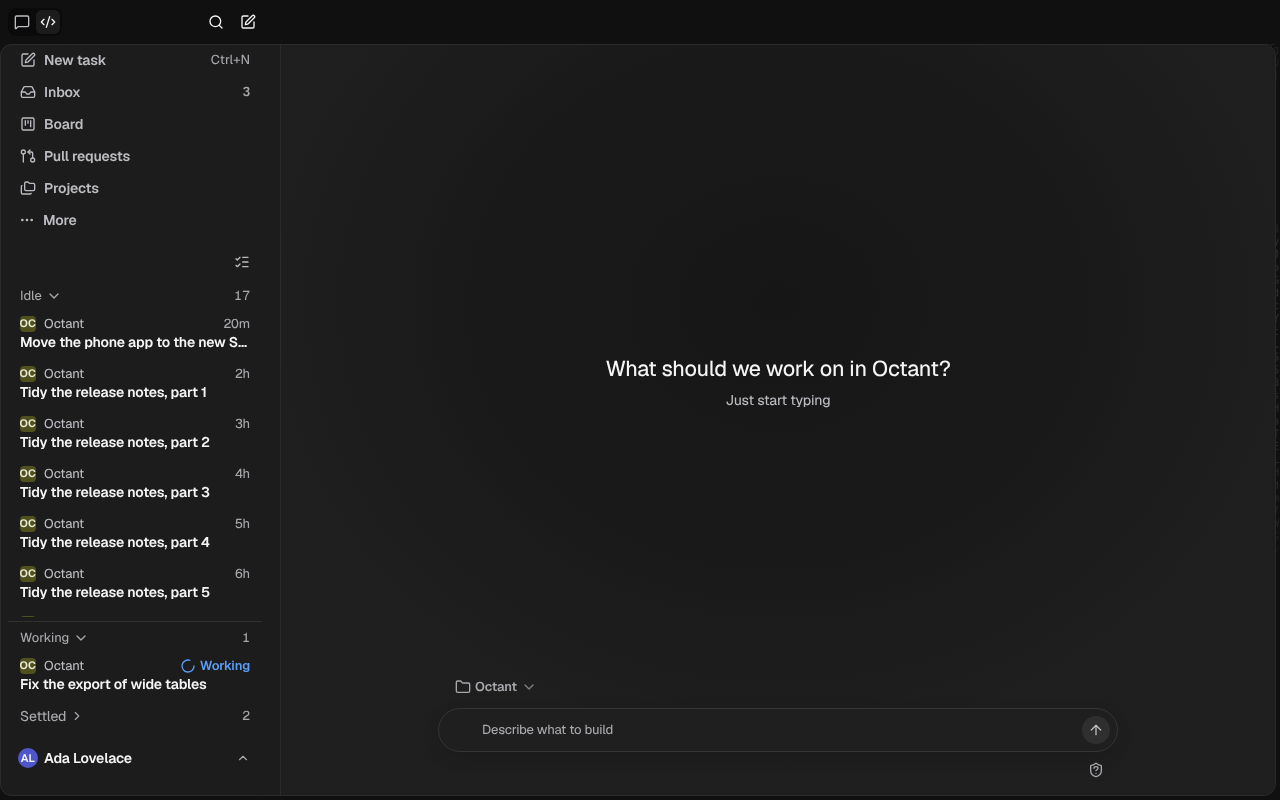 New task Ctrl+N
Inbox 3
Board
Pull requests
Projects
More
Idle 17
OC Octant 20m
Move the phone app to the new S...
OC Octant 2h
Tidy the release notes, part 1
OC Octant 3h
Tidy the release notes, part 2
OC Octant 4h
Tidy the release notes, part 3
OC Octant 5h
Tidy the release notes, part 4
OC Octant 6h
Tidy the release notes, part 5
Working 1
OC Octant Working
Fix the export of wide tables
Settled 2
AL Ada Lovelace
What should we work on in Octant?
Just start typing
Octant
Describe what to build